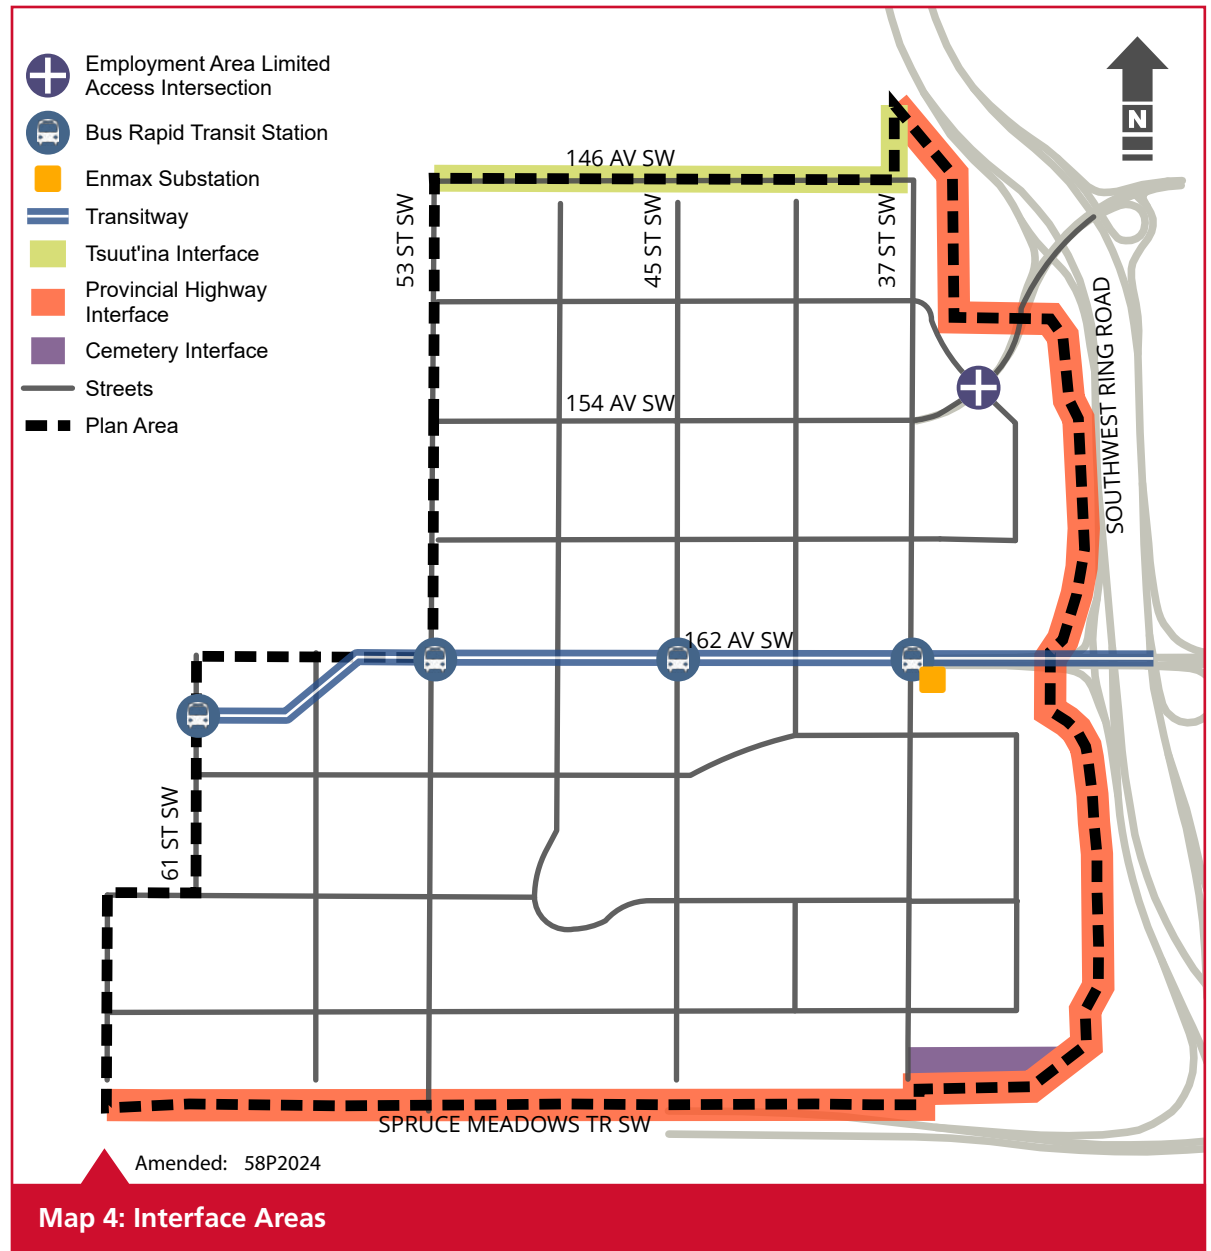 Employment Area Limited
Access Intersection
Bus Rapid Transit Station
Enmax Substation
Transitway
Tsuut'ina Interface
Provincial Highway
Interface
Cemetery Interface
Streets
Plan Area
N
146 AV SW
53 ST SW
45 ST SW
37 ST SW
SOUTHWEST RING ROAD
154 AV SW
162 AV SW
61 ST SW
SPRUCE MEADOWS TR SW
Amended: 58P2024
Map 4: Interface Areas